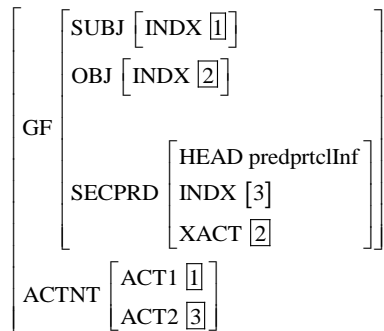 SUBJ [INDX 1]
OBJ [INDX 2]
GF
HEAD predprtclInf
SECPRD INDX [3]
XACT 2
ACT1 1
ACTNT
ACT2 3